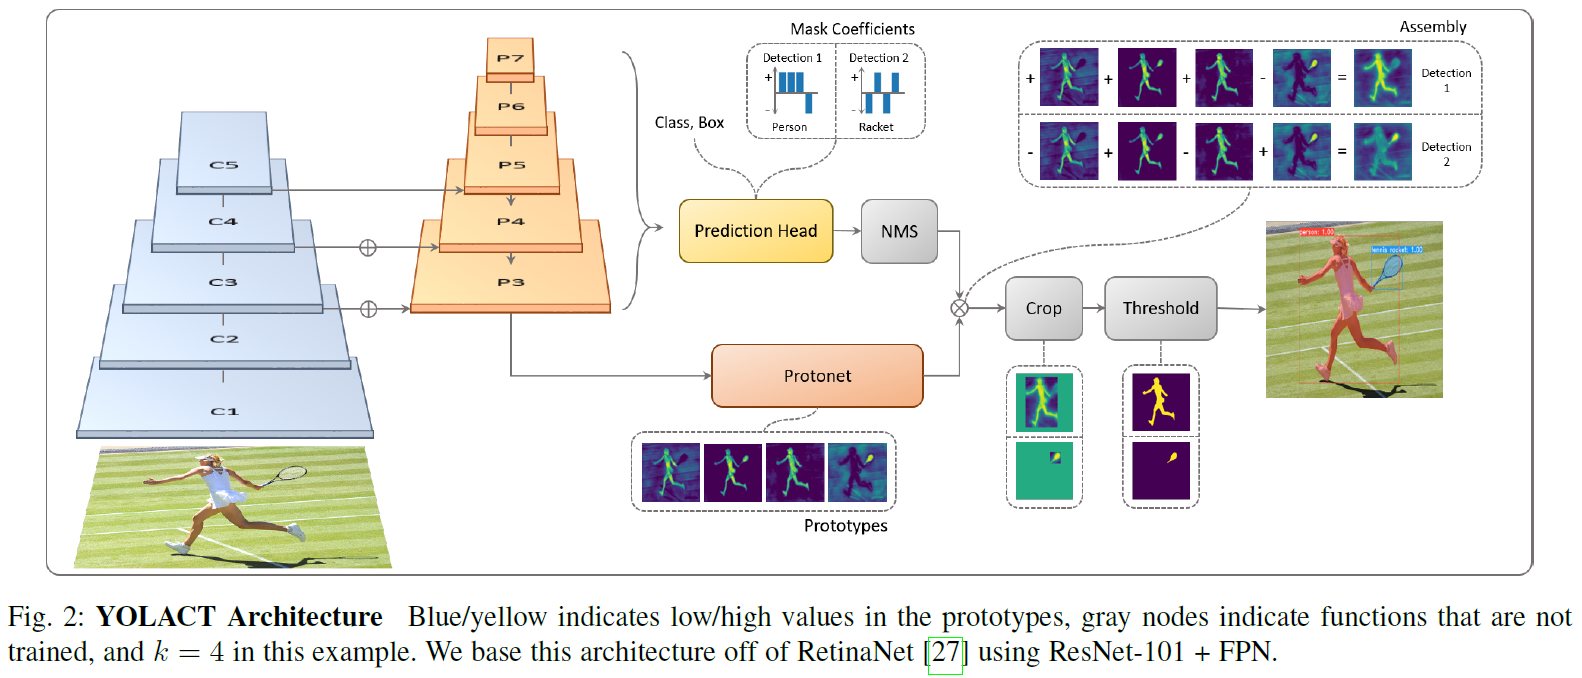 Mask Coefficients
Detection 1
+
-
Person
Detection 2
+
-
Racket
Assembly
+ + + - =
Detection
1
- + - + =
Detection
2
P7
P6
P5
P4
P3
C5
C4
C3
C2
C1
Class, Box
Prediction Head
NMS
Protonet
Prototypes
Crop
Threshold
person: 1.00
tennis racket: 1.00
Fig. 2: YOLACT Architecture Blue/yellow indicates low/high values in the prototypes, gray nodes indicate functions that are not
trained, and k = 4 in this example. We base this architecture off of RetinaNet [27] using ResNet-101 + FPN.